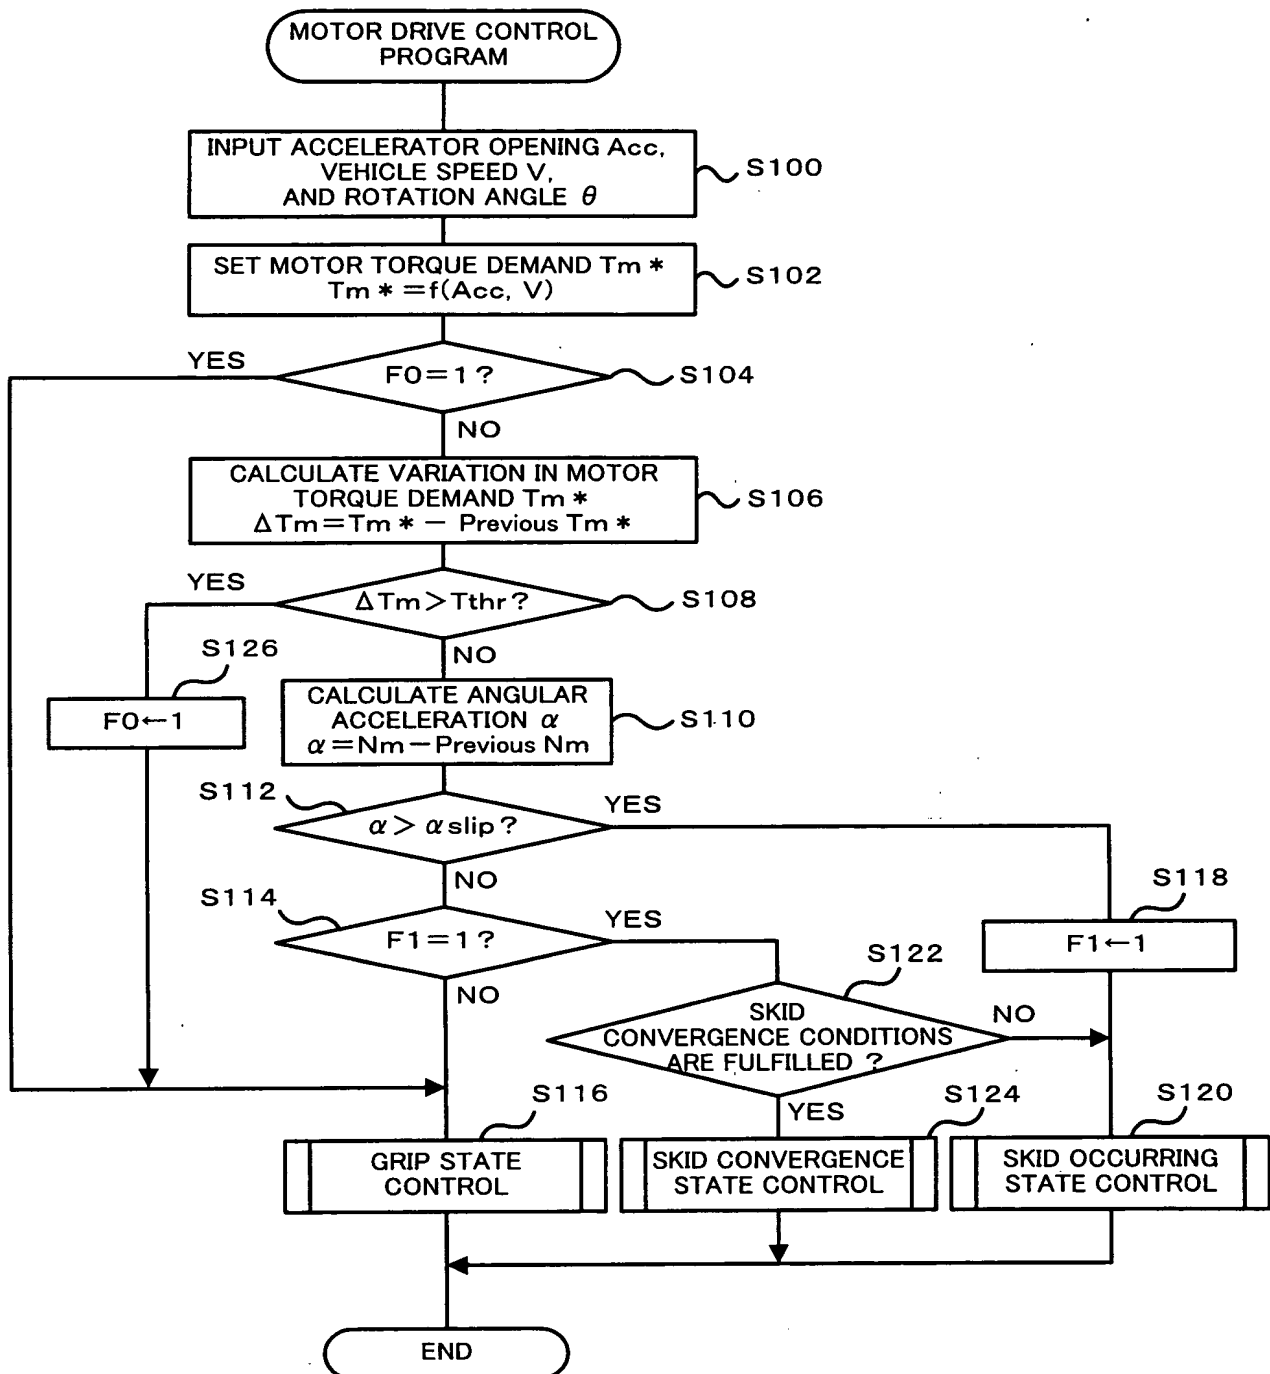 MOTOR DRIVE CONTROL
PROGRAM
INPUT ACCELERATOR OPENING Acc,
VEHICLE SPEED V,
AND ROTATION ANGLE θ
S100
SET MOTOR TORQUE DEMAND Tm *
Tm * = f(Acc, V)
S102
YES
F0=1?
S104
NO
CALCULATE VARIATION IN MOTOR
TORQUE DEMAND Tm *
ΔTm=Tm * − Previous Tm *
S106
YES
ΔTm>Tthr?
S108
NO
S126
F0←1
CALCULATE ANGULAR
ACCELERATION α
α=Nm−Previous Nm
S110
S112
α > αslip?
YES
NO
S114
F1=1?
YES
NO
S118
F1←1
S122
SKID
CONVERGENCE CONDITIONS
ARE FULFILLED ?
NO
YES
S116
GRIP STATE
CONTROL
S124
SKID CONVERGENCE
STATE CONTROL
S120
SKID OCCURRING
STATE CONTROL
END